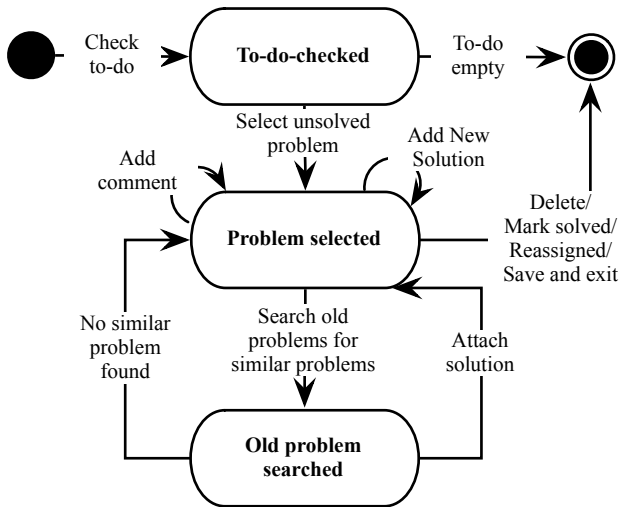 Check
to-do
To-do-checked
To-do
empty
Select unsolved
problem
Add
comment
Add New
Solution
Problem selected
Delete/
Mark solved/
Reassigned/
Save and exit
No similar
problem
found
Search old
problems for
similar problems
Attach
solution
Old problem
searched